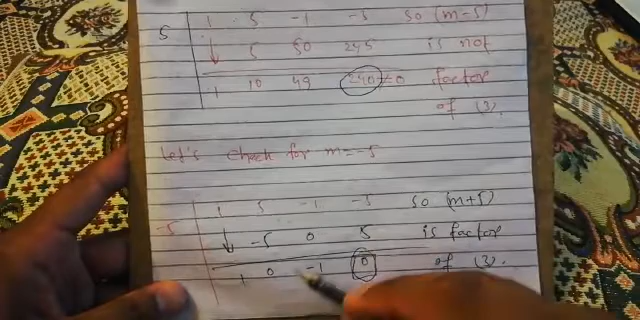 1 5 -1 -5 so (m-5)
5 ↓ 5 50 245 is not
1 10 49 240≠0 factor
of (3).
Let's check for m=-5
1 5 -1 -5 so (m+5)
-5 ↓ -5 0 5 is factor
1 0 -1 0 of (3).